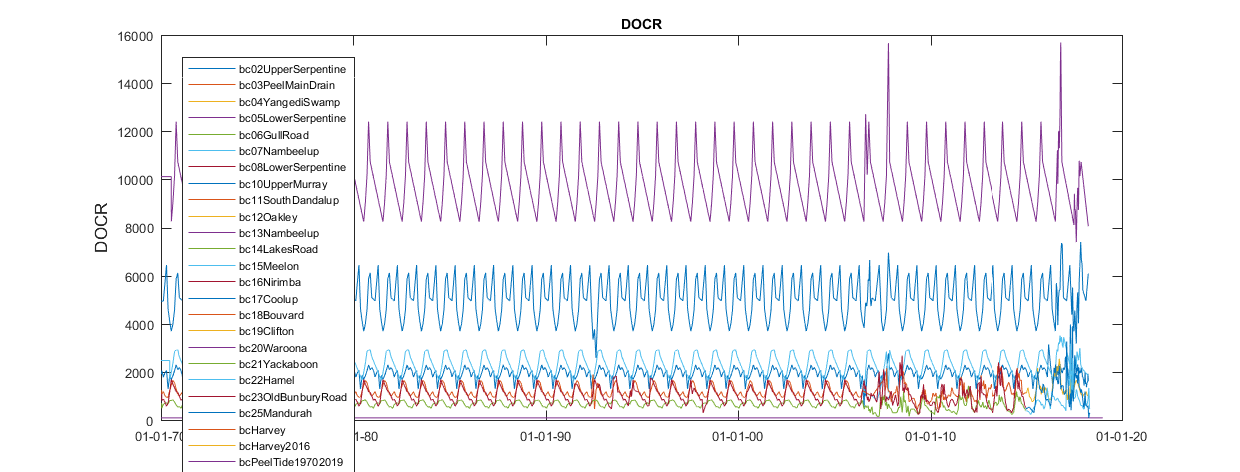 DOCR
16000
14000
12000
10000
8000
6000
4000
2000
0
DOCR
bc02UpperSerpentine
bc03PeelMainDrain
bc04YangediSwamp
bc05LowerSerpentine
bc06GullRoad
bc07Nambeelup
bc08LowerSerpentine
bc10UpperMurray
bc11SouthDandalup
bc12Oakley
bc13Nambeelup
bc14LakesRoad
bc15Meelon
bc16Nirimba
bc17Coolup
bc18Bouvard
bc19Clifton
bc20Waroona
bc21Yackaboon
bc22Hamel
bc23OldBunburyRoad
bc25Mandurah
bcHarvey
bcHarvey2016
bcPeelTide19702019
01-01-70
-80
01-01-90
01-01-00
01-01-10
01-01-20